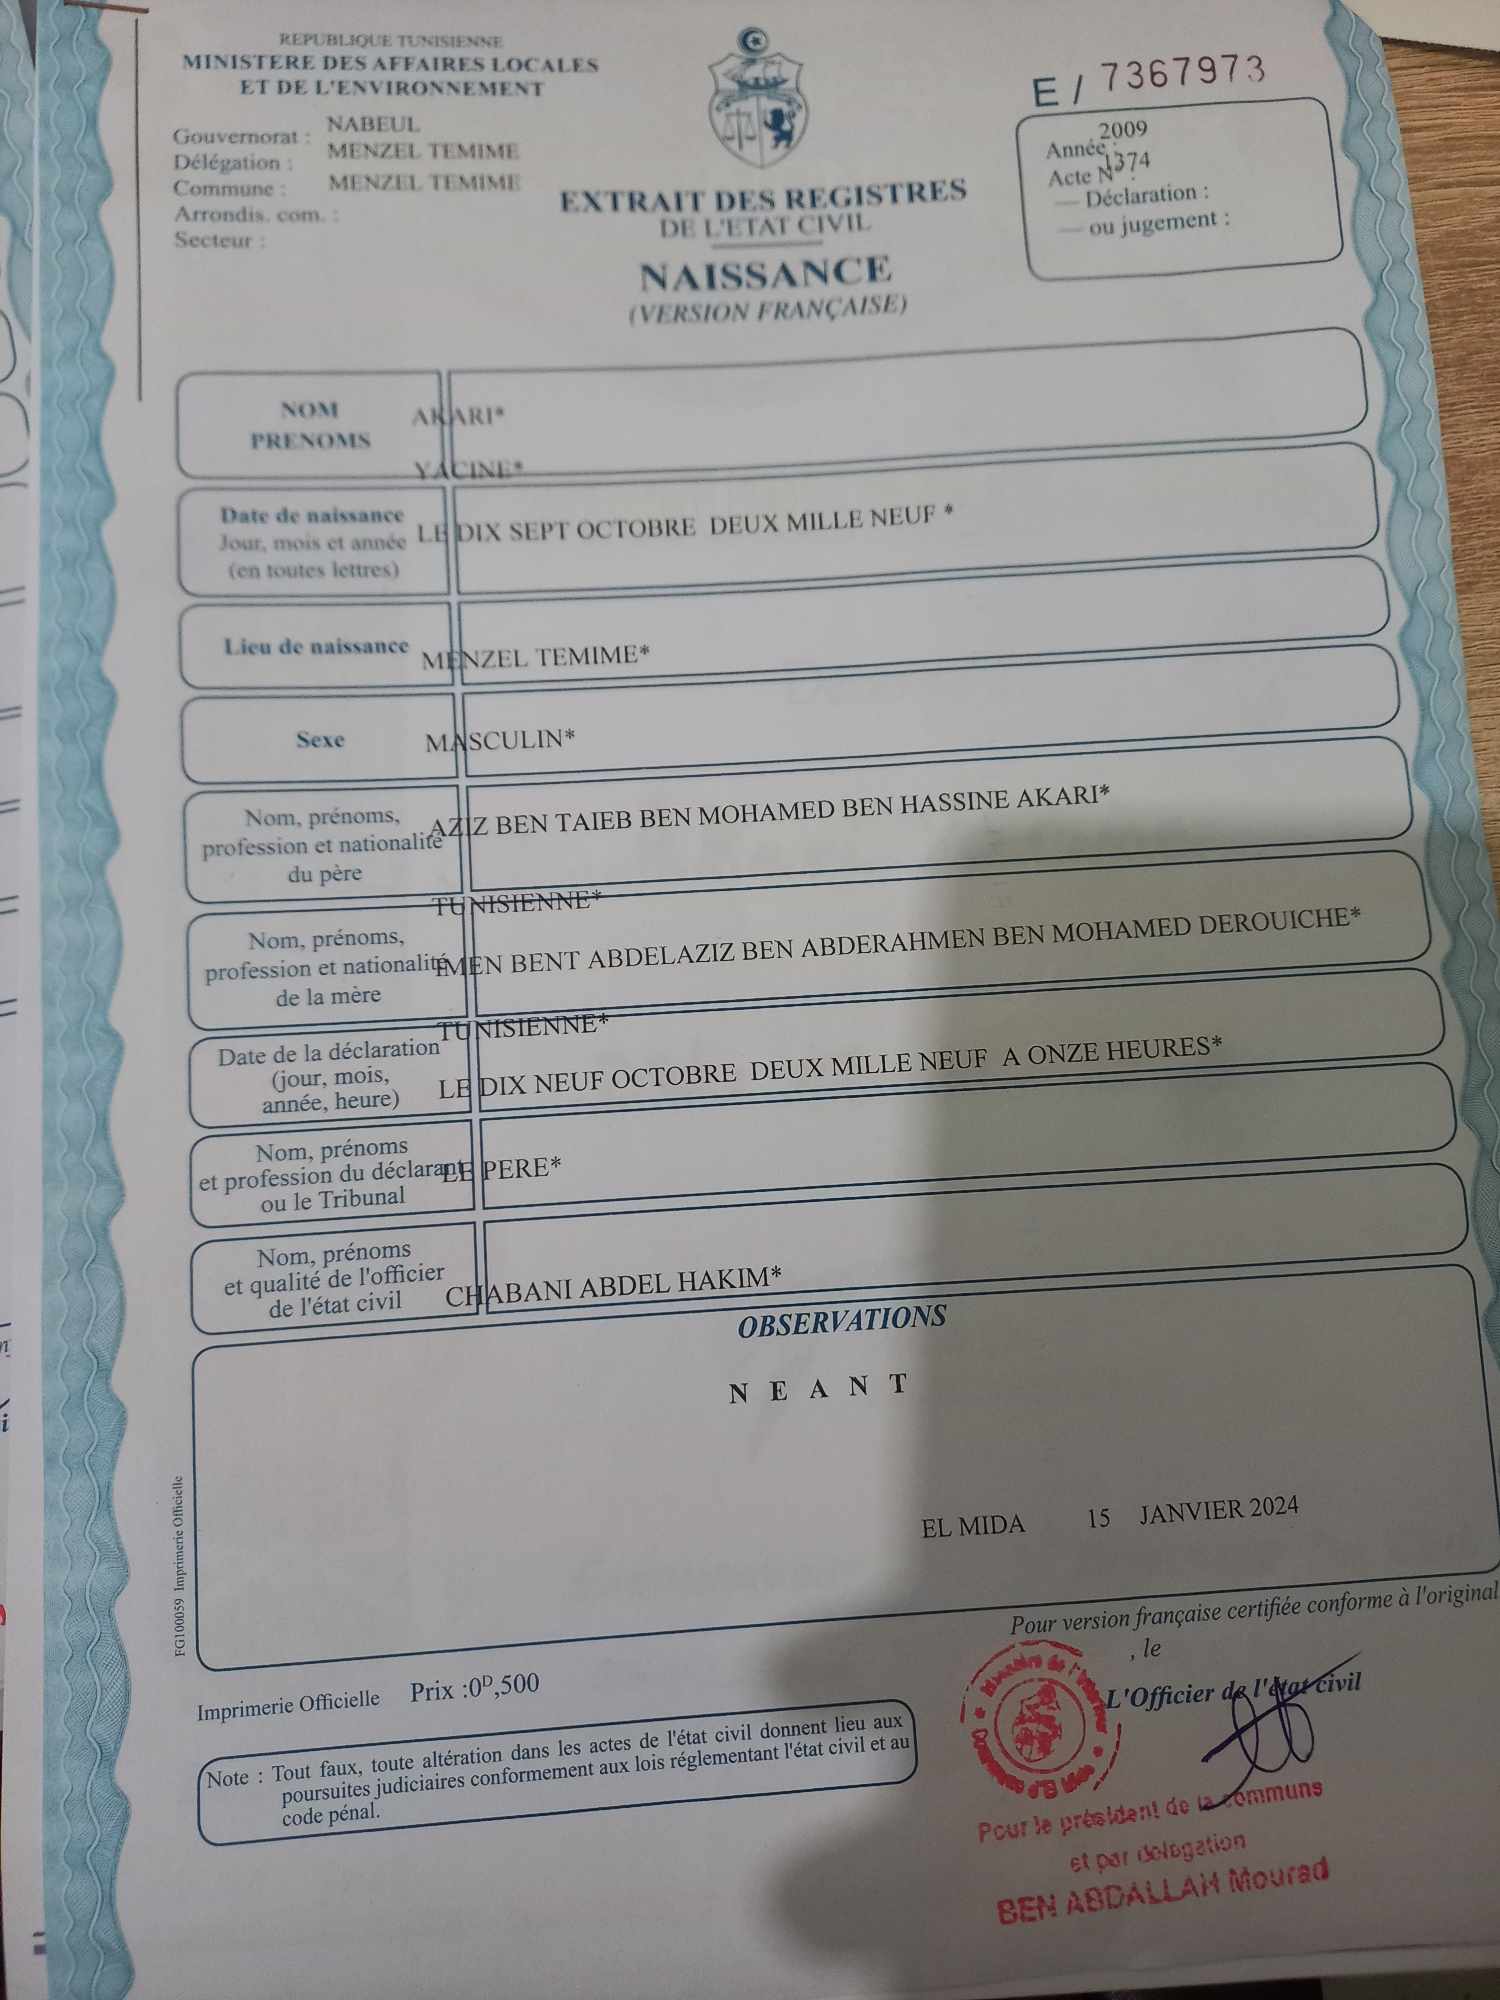 REPUBLIQUE TUNISIENNE
MINISTERE DES AFFAIRES LOCALES
ET DE L'ENVIRONNEMENT
Gouvernorat : NABEUL
Délégation : MENZEL TEMIME
Commune : MENZEL TEMIME
Arrondis. com. :
Secteur :
E / 7367973
Année : 2009
Acte N° : 1374
— Déclaration :
— ou jugement :
EXTRAIT DES REGISTRES
DE L'ETAT CIVIL
NAISSANCE
(VERSION FRANÇAISE)
NOM AKARI*
PRENOMS
YACINE*
Date de naissance
Jour, mois et année LE DIX SEPT OCTOBRE DEUX MILLE NEUF *
(en toutes lettres)
Lieu de naissance MENZEL TEMIME*
Sexe MASCULIN*
Nom, prénoms,
profession et nationalité AZIZ BEN TAIEB BEN MOHAMED BEN HASSINE AKARI*
du père
TUNISIENNE*
Nom, prénoms,
profession et nationalité IMEN BENT ABDELAZIZ BEN ABDERAHMEN BEN MOHAMED DEROUICHE*
de la mère
TUNISIENNE*
Date de la déclaration
(jour, mois,
année, heure) LE DIX NEUF OCTOBRE DEUX MILLE NEUF A ONZE HEURES*
Nom, prénoms
et profession du déclarant LE PERE*
ou le Tribunal
Nom, prénoms
et qualité de l'officier
de l'état civil CHABANI ABDEL HAKIM*
OBSERVATIONS
N E A N T
EL MIDA 15 JANVIER 2024
FG100059 Imprimerie Officielle
Pour version française certifiée conforme à l'original
, le
L'Officier de l'état civil
Imprimerie Officielle Prix :0ᴰ,500
Note : Tout faux, toute altération dans les actes de l'état civil donnent lieu aux
poursuites judiciaires conformement aux lois réglementant l'état civil et au
code pénal.
Ministère de l'Intérieur
Pour le président de la communs
et par delegation
BEN ABDALLAH Mourad